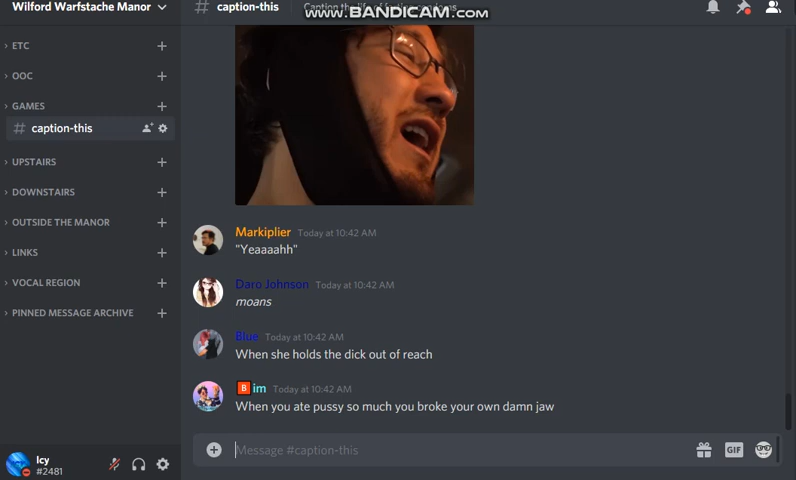 Wilford Warfstache Manor
# caption-this
www.BANDICAM.com
ETC
OOC
GAMES
# caption-this
UPSTAIRS
DOWNSTAIRS
OUTSIDE THE MANOR
LINKS
VOCAL REGION
PINNED MESSAGE ARCHIVE
Icy
#2481
Markiplier Today at 10:42 AM
"Yeaaaahh"
Daro Johnson Today at 10:42 AM
moans
Blue Today at 10:42 AM
When she holds the dick out of reach
Bim Today at 10:42 AM
When you ate pussy so much you broke your own damn jaw
Message #caption-this
GIF